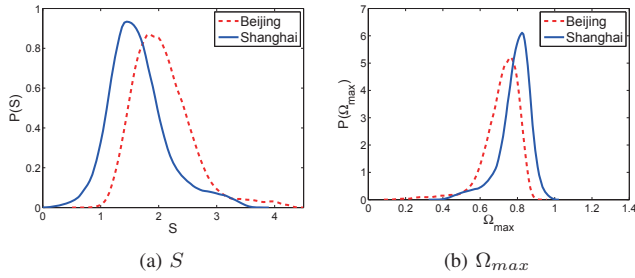 1
0.8
0.6
0.4
0.2
0
P(S)
0 1 2 3 4
S
Beijing
Shanghai
(a) S
7
6
5
4
3
2
1
0
P(Ω_max)
0 0.2 0.4 0.6 0.8 1 1.2 1.4
Ω_max
Beijing
Shanghai
(b) Ω_max